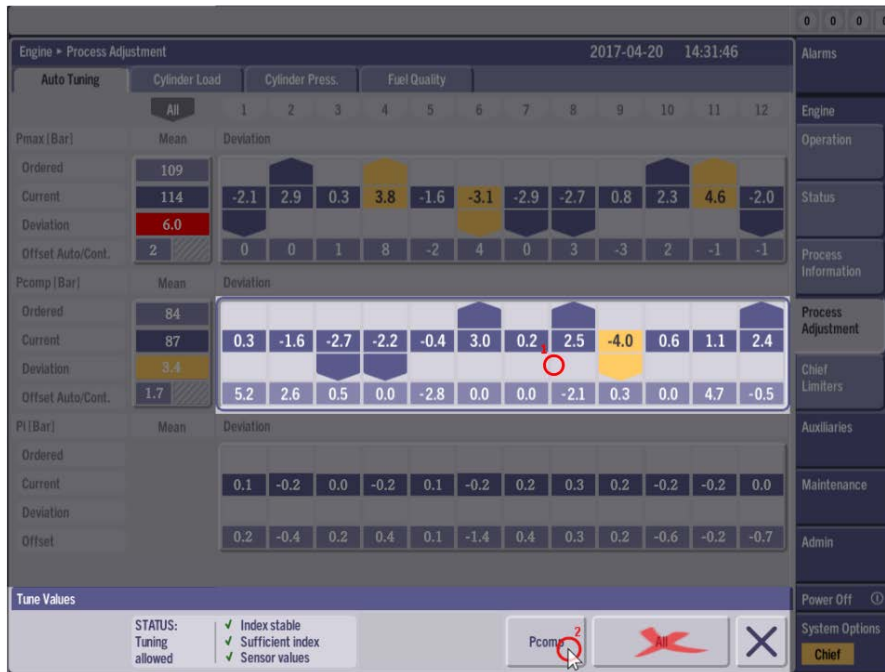 0 0 0
Engine ▸ Process Adjustment 2017-04-20 14:31:46 Alarms
Auto Tuning Cylinder Load Cylinder Press. Fuel Quality
All 1 2 3 4 5 6 7 8 9 10 11 12 Engine
Pmax [Bar] Mean Deviation Operation
Ordered 109
Current 114 -2.1 2.9 0.3 3.8 -1.6 -3.1 -2.9 -2.7 0.8 2.3 4.6 -2.0 Status
Deviation 6.0
Offset Auto/Cont. 2 0 0 1 8 -2 4 0 3 -3 2 -1 -1 Process
Information
Pcomp [Bar] Mean Deviation
Ordered 84 Process
Adjustment
Current 87 0.3 -1.6 -2.7 -2.2 -0.4 3.0 0.2 2.5 -4.0 0.6 1.1 2.4
1
Deviation 3.4 Chief
Limiters
Offset Auto/Cont. 1.7 5.2 2.6 0.5 0.0 -2.8 0.0 0.0 -2.1 0.3 0.0 4.7 -0.5
Pi [Bar] Mean Deviation Auxiliaries
Ordered
Current 0.1 -0.2 0.0 -0.2 0.1 -0.2 0.2 0.3 0.2 -0.2 -0.2 0.0 Maintenance
Deviation
Offset 0.2 -0.4 0.2 0.4 0.1 -1.4 0.4 0.3 0.2 -0.6 -0.2 -0.7 Admin
Tune Values Power Off
STATUS: ✓ Index stable System Options
Tuning ✓ Sufficient index Pcomp 2 All
allowed ✓ Sensor values Chief